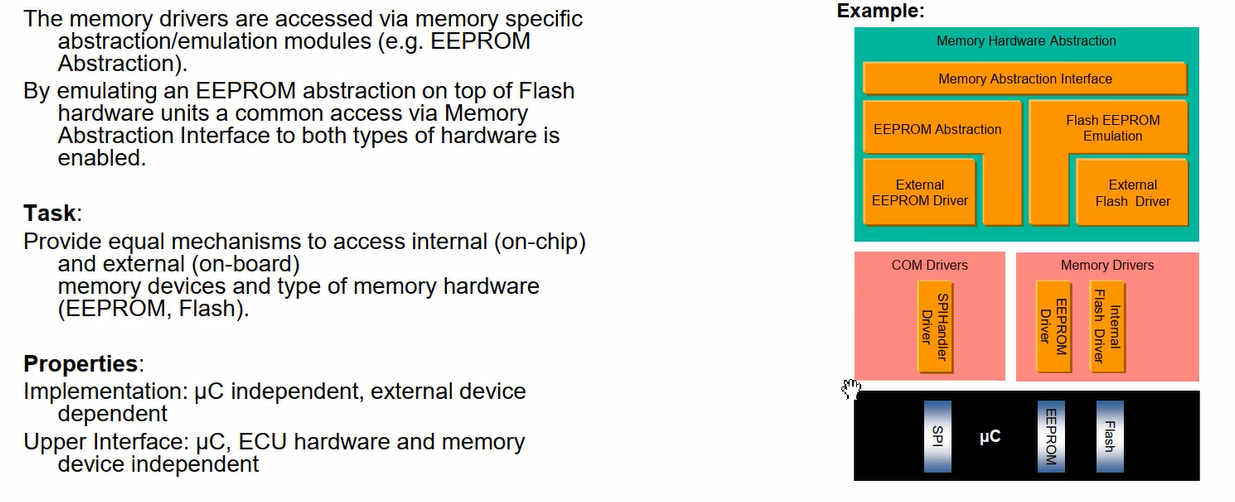 The memory drivers are accessed via memory specific
abstraction/emulation modules (e.g. EEPROM
Abstraction).
By emulating an EEPROM abstraction on top of Flash
hardware units a common access via Memory
Abstraction Interface to both types of hardware is
enabled.
Task:
Provide equal mechanisms to access internal (on-chip)
and external (on-board)
memory devices and type of memory hardware
(EEPROM, Flash).
Properties:
Implementation: µC independent, external device
dependent
Upper Interface: µC, ECU hardware and memory
device independent
Example:
Memory Hardware Abstraction
Memory Abstraction Interface
EEPROM Abstraction
Flash EEPROM
Emulation
External
EEPROM Driver
External
Flash Driver
COM Drivers
SPIHandler
Driver
Memory Drivers
EEPROM
Driver
Internal
Flash Driver
SPI
µC
EEPROM
Flash